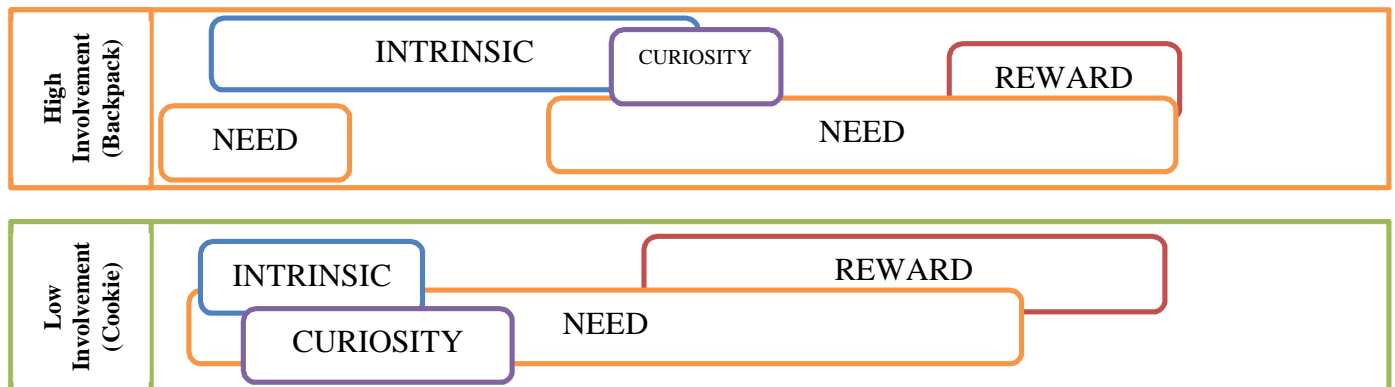 High
Involvement
(Backpack)
INTRINSIC
CURIOSITY
REWARD
NEED
NEED
Low
Involvement
(Cookie)
INTRINSIC
REWARD
NEED
CURIOSITY